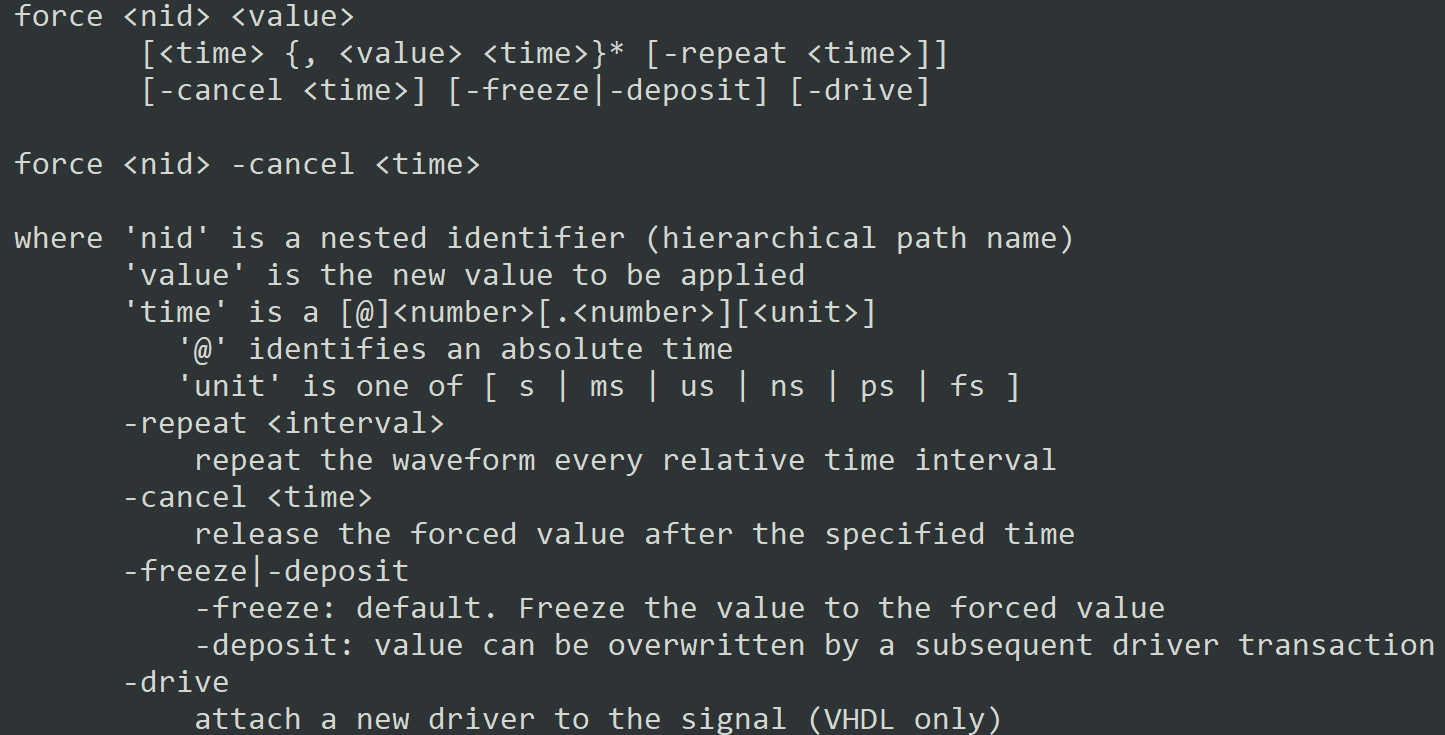 force <nid> <value>
       [<time> {, <value> <time>}* [-repeat <time>]]
       [-cancel <time>] [-freeze|-deposit] [-drive]

force <nid> -cancel <time>

where 'nid' is a nested identifier (hierarchical path name)
      'value' is the new value to be applied
      'time' is a [@]<number>[.<number>][<unit>]
         '@' identifies an absolute time
         'unit' is one of [ s | ms | us | ns | ps | fs ]
      -repeat <interval>
          repeat the waveform every relative time interval
      -cancel <time>
          release the forced value after the specified time
      -freeze|-deposit
          -freeze: default. Freeze the value to the forced value
          -deposit: value can be overwritten by a subsequent driver transaction
      -drive
          attach a new driver to the signal (VHDL only)